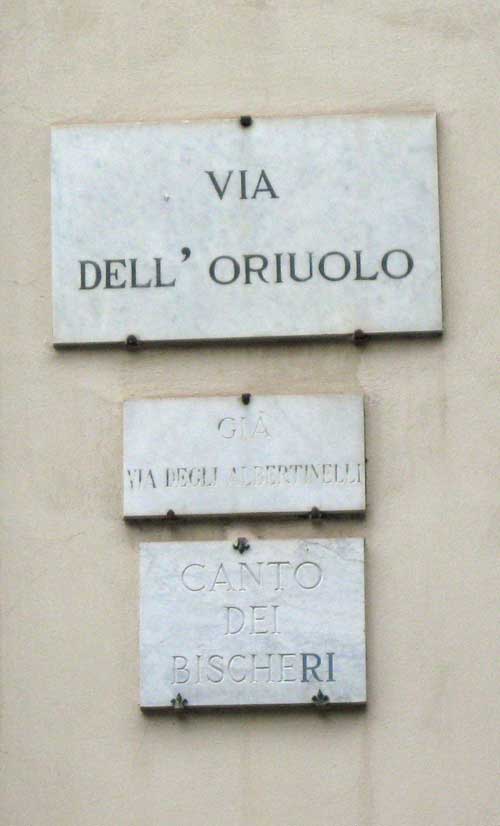 VIA
DELL' ORIUOLO
GIÀ
VIA DEGLI ALBERTINELLI
CANTO
DEI
BISCHERI